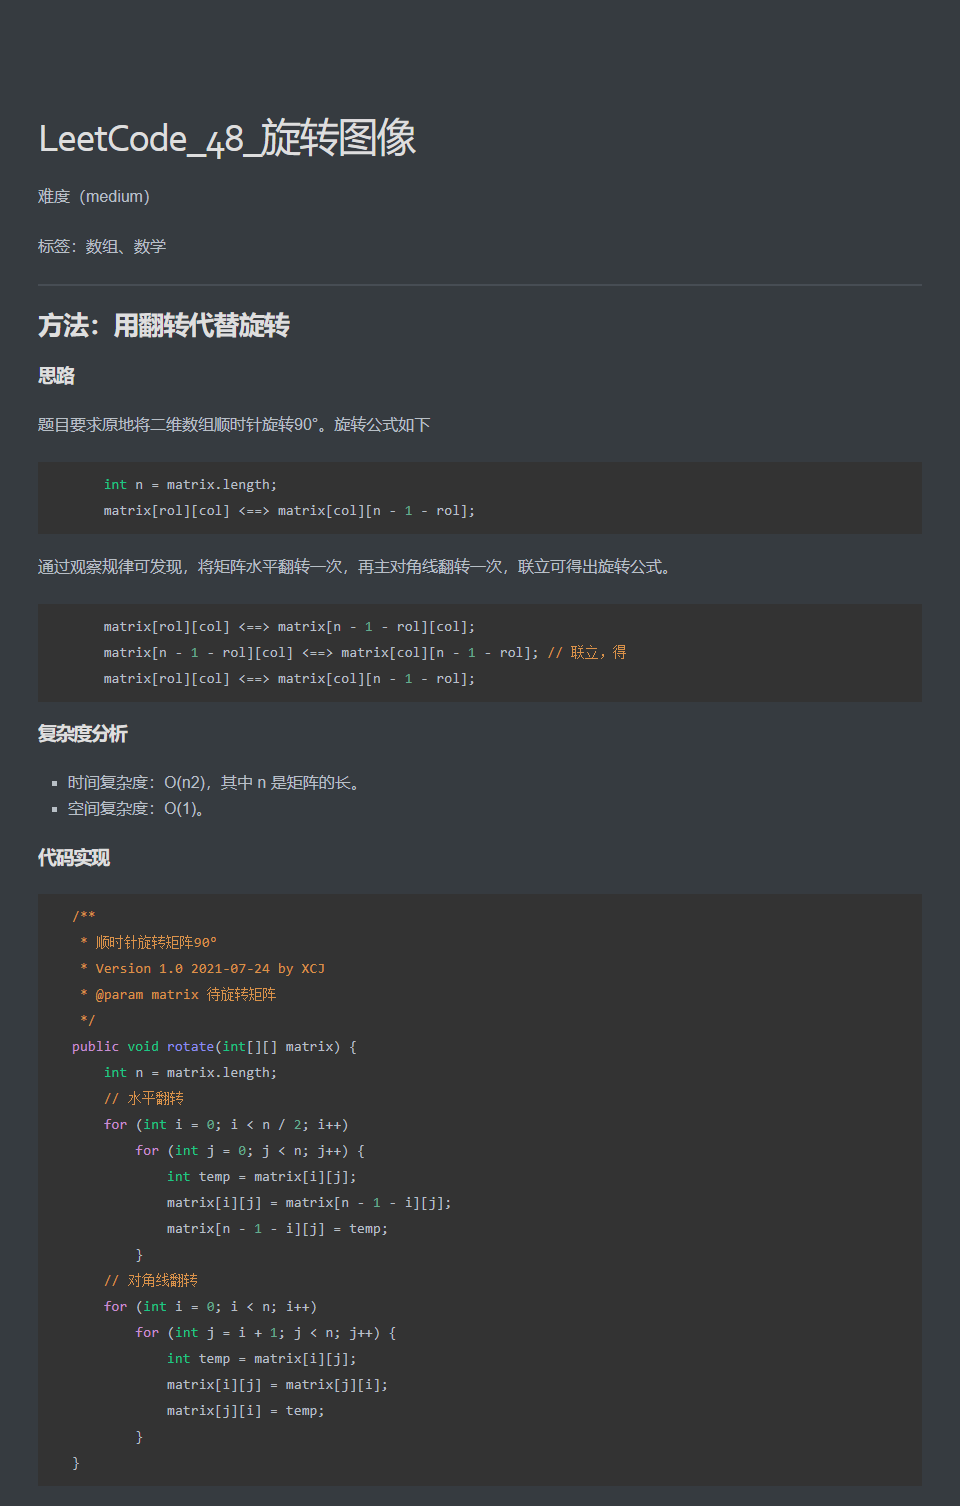 LeetCode_48_旋转图像
难度（medium）
标签：数组、数学
方法：用翻转代替旋转
思路
题目要求原地将二维数组顺时针旋转90°。旋转公式如下
int n = matrix.length;
matrix[rol][col] <==> matrix[col][n - 1 - rol];
通过观察规律可发现，将矩阵水平翻转一次，再主对角线翻转一次，联立可得出旋转公式。
matrix[rol][col] <==> matrix[n - 1 - rol][col];
matrix[n - 1 - rol][col] <==> matrix[col][n - 1 - rol]; // 联立，得
matrix[rol][col] <==> matrix[col][n - 1 - rol];
复杂度分析
▪ 时间复杂度：O(n2)，其中 n 是矩阵的长。
▪ 空间复杂度：O(1)。
代码实现
/**
 * 顺时针旋转矩阵90°
 * Version 1.0 2021-07-24 by XCJ
 * @param matrix 待旋转矩阵
 */
public void rotate(int[][] matrix) {
    int n = matrix.length;
    // 水平翻转
    for (int i = 0; i < n / 2; i++)
        for (int j = 0; j < n; j++) {
            int temp = matrix[i][j];
            matrix[i][j] = matrix[n - 1 - i][j];
            matrix[n - 1 - i][j] = temp;
        }
    // 对角线翻转
    for (int i = 0; i < n; i++)
        for (int j = i + 1; j < n; j++) {
            int temp = matrix[i][j];
            matrix[i][j] = matrix[j][i];
            matrix[j][i] = temp;
        }
}